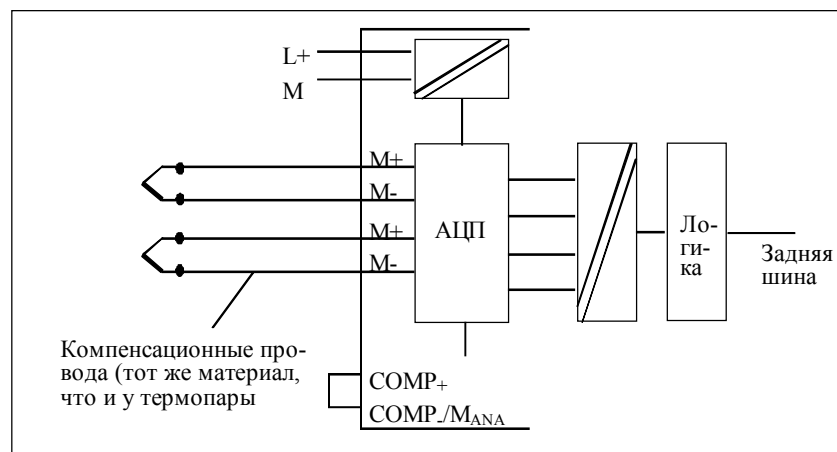 L+
M
M+
M-
M+
M-
АЦП
Ло-
ги-
ка
Задняя
шина
Компенсационные про-
вода (тот же материал,
что и у термопары
COMP+
COMP-/MANA